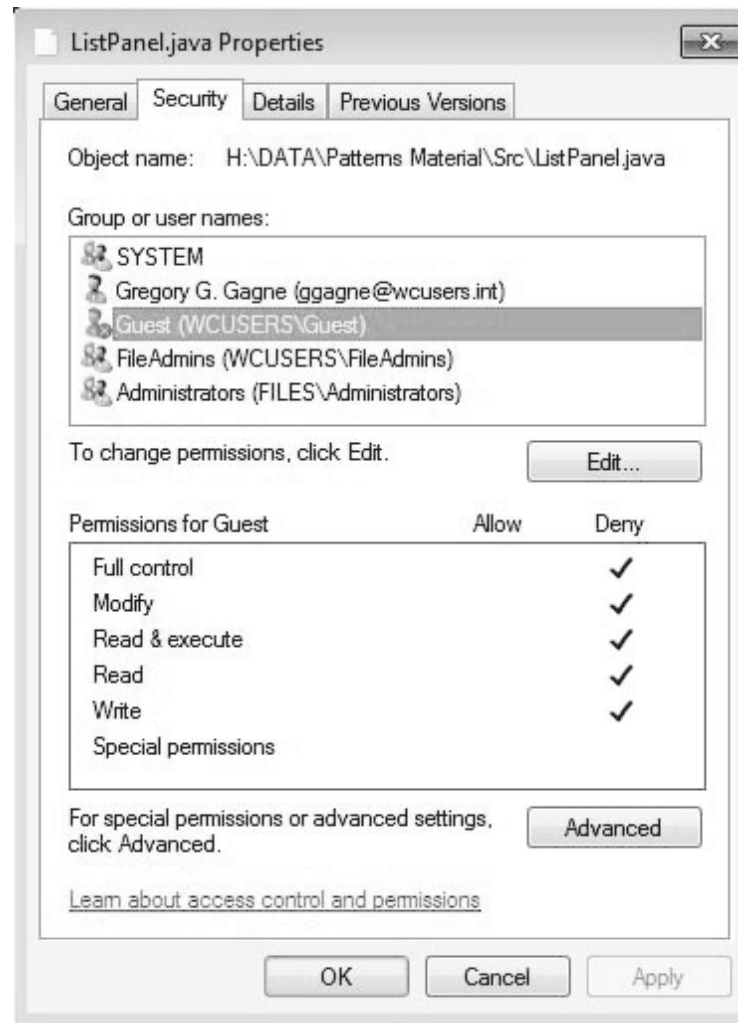 ListPanel.java Properties
General Security Details Previous Versions
Object name: H:\DATA\Patterns Material\Src\ListPanel.java
Group or user names:
SYSTEM
Gregory G. Gagne (ggagne@wcusers.int)
Guest (WCUSERS\Guest)
FileAdmins (WCUSERS\FileAdmins)
Administrators (FILES\Administrators)
To change permissions, click Edit.
Edit...
Permissions for Guest Allow Deny
Full control
Modify
Read & execute
Read
Write
Special permissions
For special permissions or advanced settings,
click Advanced.
Advanced
Learn about access control and permissions
OK Cancel Apply